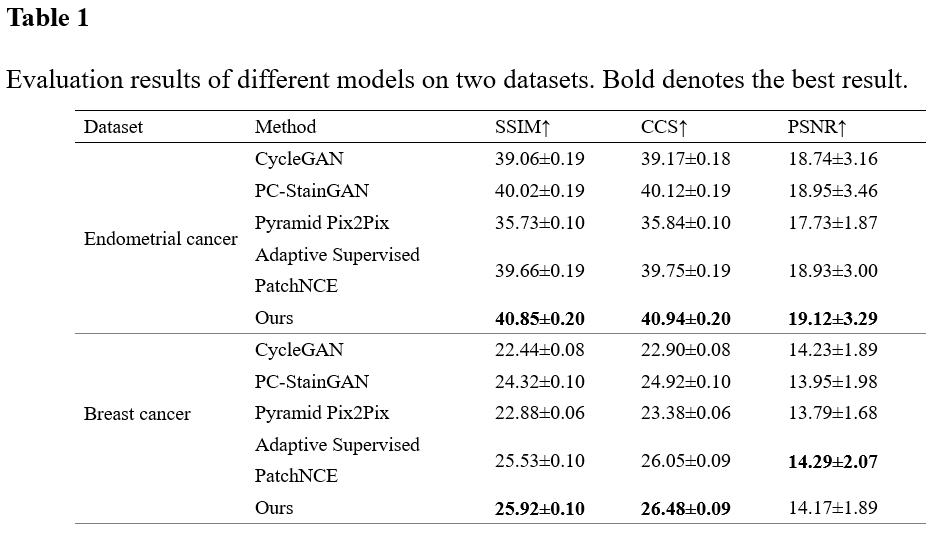 Table 1
Evaluation results of different models on two datasets. Bold denotes the best result.
Dataset Method SSIM↑ CCS↑ PSNR↑
Endometrial cancer
CycleGAN 39.06±0.19 39.17±0.18 18.74±3.16
PC-StainGAN 40.02±0.19 40.12±0.19 18.95±3.46
Pyramid Pix2Pix 35.73±0.10 35.84±0.10 17.73±1.87
Adaptive Supervised
PatchNCE 39.66±0.19 39.75±0.19 18.93±3.00
Ours 40.85±0.20 40.94±0.20 19.12±3.29
Breast cancer
CycleGAN 22.44±0.08 22.90±0.08 14.23±1.89
PC-StainGAN 24.32±0.10 24.92±0.10 13.95±1.98
Pyramid Pix2Pix 22.88±0.06 23.38±0.06 13.79±1.68
Adaptive Supervised
PatchNCE 25.53±0.10 26.05±0.09 14.29±2.07
Ours 25.92±0.10 26.48±0.09 14.17±1.89